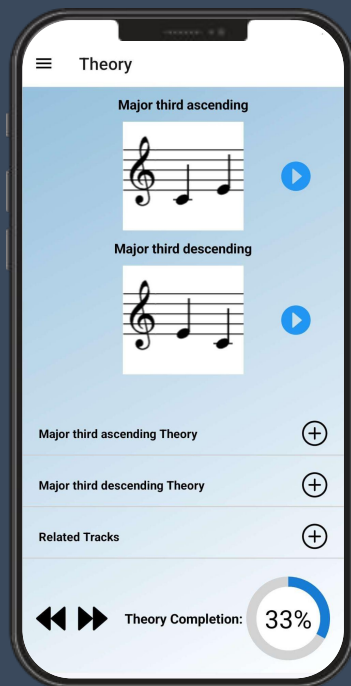 Theory
Major third ascending
Major third descending
Major third ascending Theory
Major third descending Theory
Related Tracks
Theory Completion:
33%